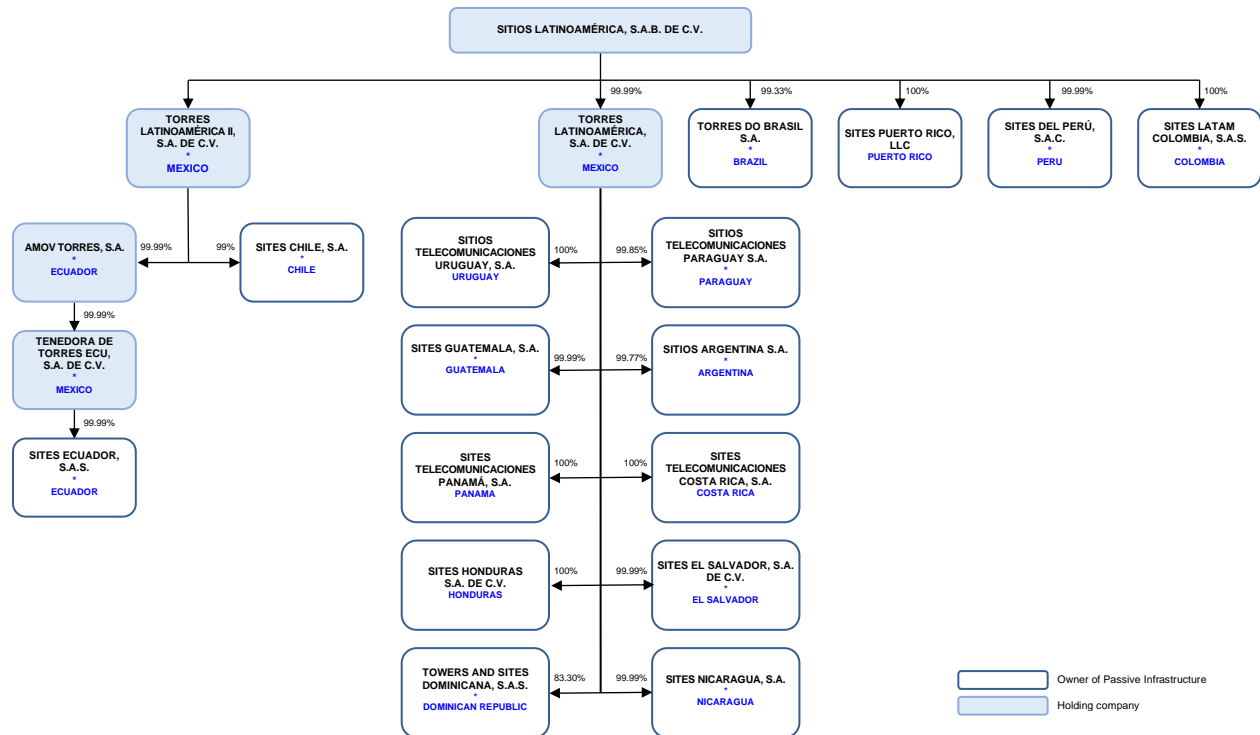 SITIOS LATINOAMÉRICA, S.A.B. DE C.V.
99.99%
99.33%
100%
99.99%
100%
TORRES
LATINOAMÉRICA II,
S.A. DE C.V.
*
MEXICO
TORRES
LATINOAMÉRICA,
S.A. DE C.V.
*
MEXICO
TORRES DO BRASIL
S.A.
*
BRAZIL
SITES PUERTO RICO,
LLC
PUERTO RICO
SITES DEL PERÚ,
S.A.C.
*
PERU
SITES LATAM
COLOMBIA, S.A.S.
*
COLOMBIA
AMOV TORRES, S.A.
*
ECUADOR
99.99%
99%
SITES CHILE, S.A.
*
CHILE
99.99%
TENEDORA DE
TORRES ECU,
S.A. DE C.V.
*
MEXICO
99.99%
SITES ECUADOR,
S.A.S.
*
ECUADOR
SITIOS
TELECOMUNICACIONES
URUGUAY, S.A.
URUGUAY
100%
99.85%
SITIOS
TELECOMUNICACIONES
PARAGUAY S.A.
*
PARAGUAY
SITES GUATEMALA, S.A.
*
GUATEMALA
99.99%
99.77%
SITIOS ARGENTINA S.A.
*
ARGENTINA
SITES
TELECOMUNICACIONES
PANAMÁ, S.A.
PANAMA
100%
100%
SITES
TELECOMUNICACIONES
COSTA RICA, S.A.
COSTA RICA
SITES HONDURAS
S.A. DE C.V.
HONDURAS
100%
99.99%
SITES EL SALVADOR, S.A.
DE C.V.
*
EL SALVADOR
TOWERS AND SITES
DOMINICANA, S.A.S.
*
DOMINICAN REPUBLIC
83.30%
99.99%
SITES NICARAGUA, S.A.
*
NICARAGUA
Owner of Passive Infrastructure
Holding company